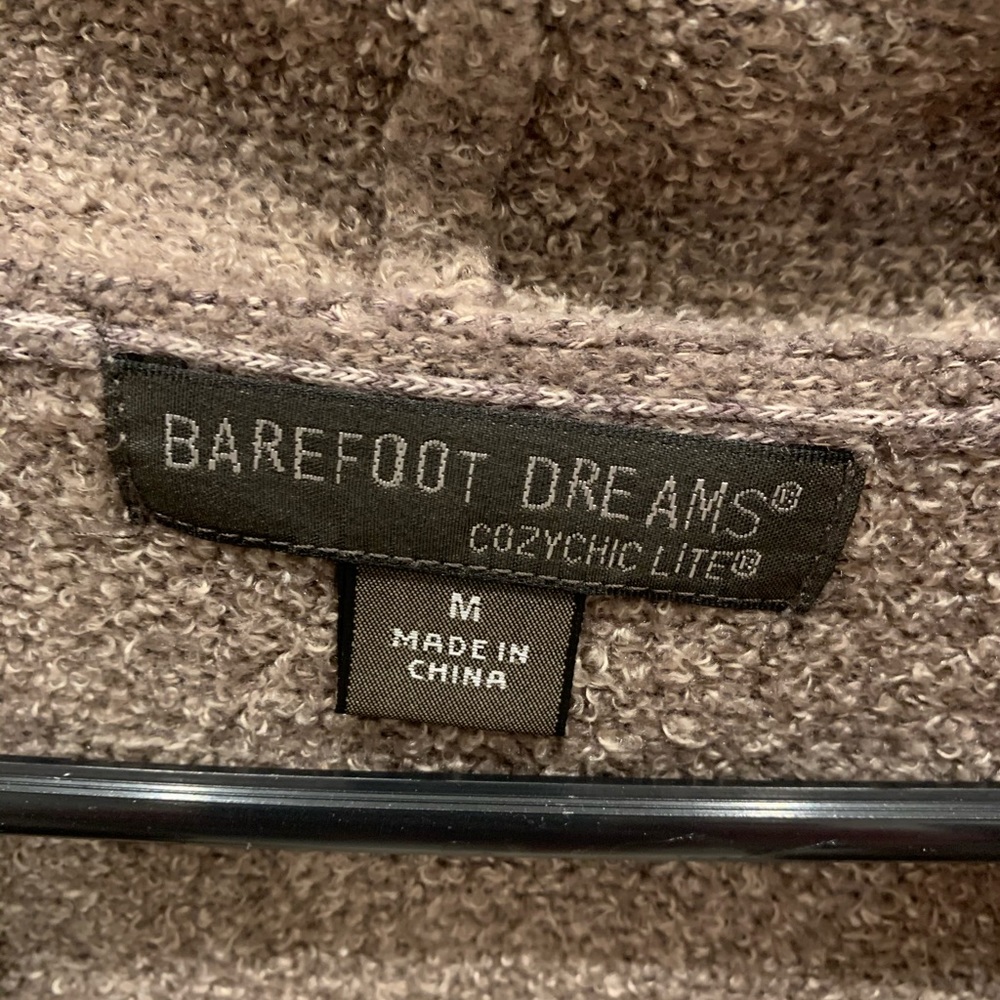 BAREFOOT DREAMS®
COZYCHIC LITE®
M
MADE IN
CHINA